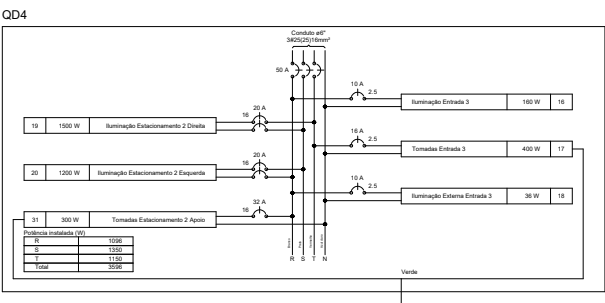 QD4
Conduto ø6"
3#25(25)16mm²
50 A
10 A
2.5
Iluminação Entrada 3 160 W 16
20 A
16
19 1500 W Iluminação Estacionamento 2 Direita
16 A
2.5
Tomadas Entrada 3 400 W 17
20 A
16
20 1200 W Iluminação Estacionamento 2 Esquerda
10 A
2.5
Iluminação Externa Entrada 3 36 W 18
32 A
16
31 300 W Tomadas Estacionamento 2 Apoio
Potência instalada (W)
R 1096
S 1350
T 1150
Total 3596
R S T N
Verde